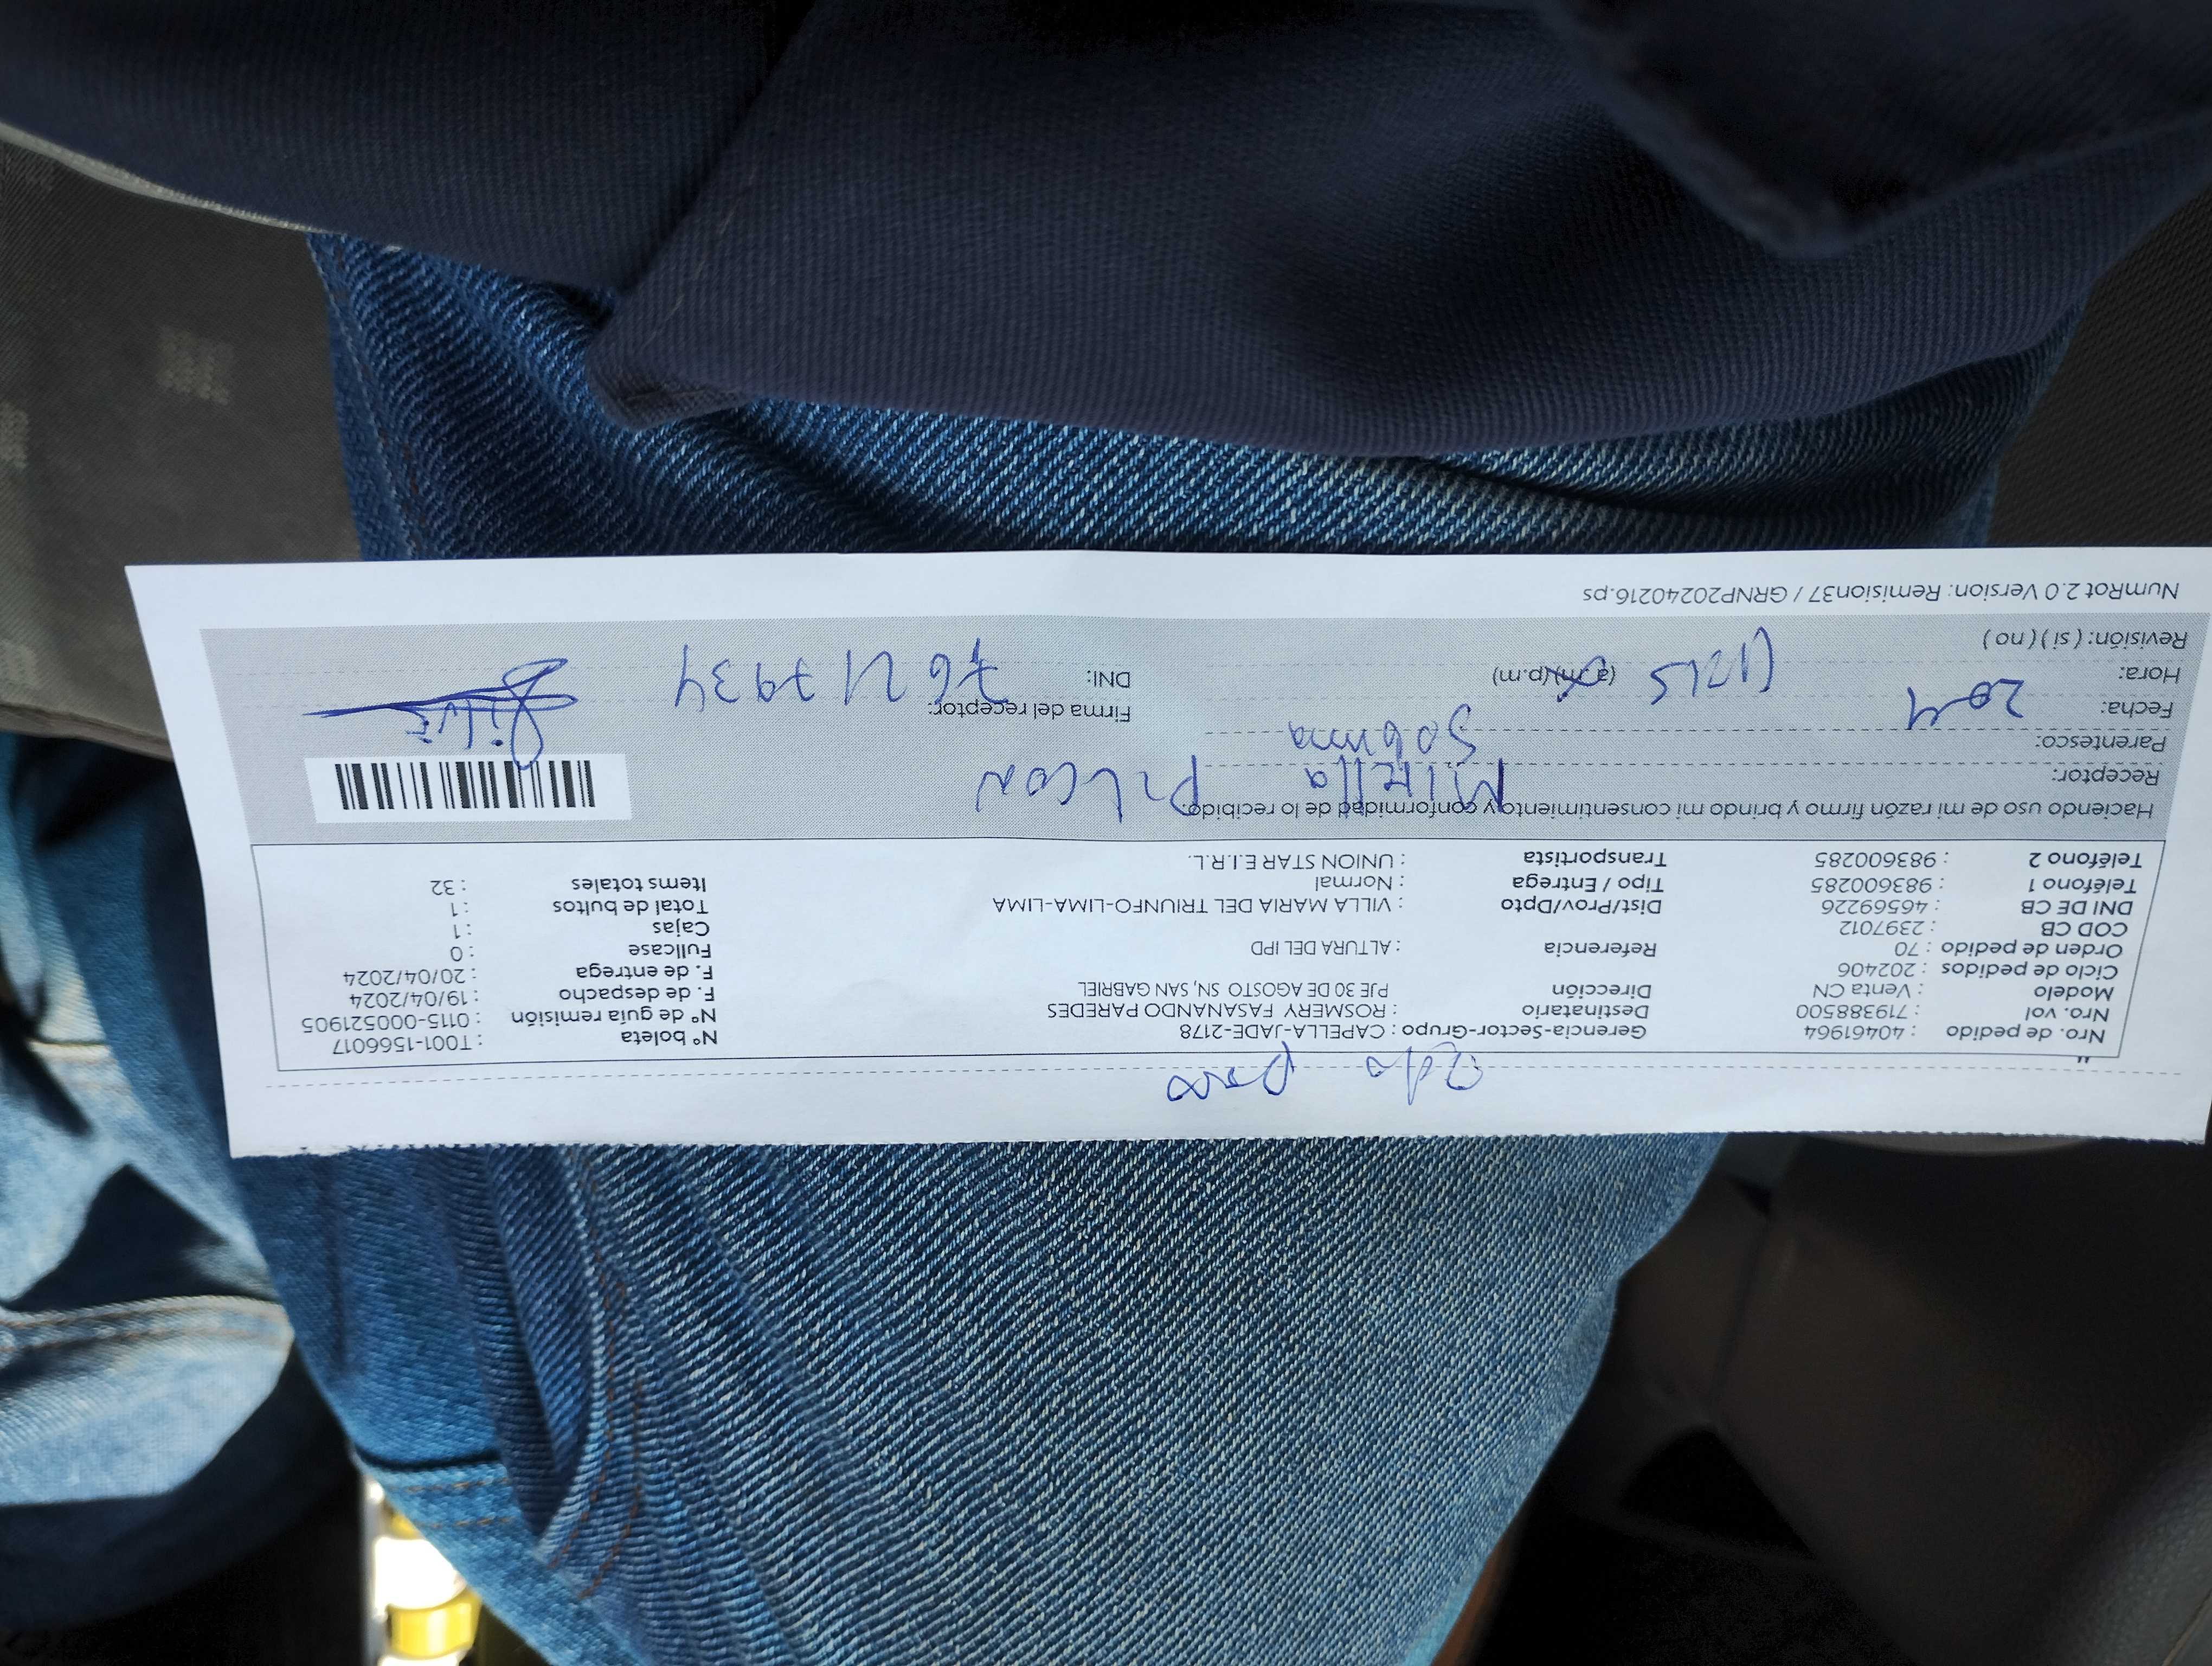 2do piso
Nro. de pedido : 40461964 Gerencia-Sector-Grupo : CAPELLA-JADE-2178 N° boleta : T001-1566017
Nro. vol : 719388500 Destinatario : ROSMERY FASANANDO PAREDES N° de guía remisión : 0115-000521905
Modelo : Venta CN Dirección PJE 30 DE AGOSTO SN, SAN GABRIEL F. de despacho : 19/04/2024
Ciclo de pedidos : 202406 F. de entrega : 20/04/2024
Orden de pedido : 70 Referencia : ALTURA DEL IPD Fullcase : 0
COD CB : 2397012 Cajas : 1
DNI DE CB : 46569226 Dist/Prov/Dpto : VILLA MARIA DEL TRIUNFO-LIMA-LIMA Total de bultos : 1
Teléfono 1 : 983600285 Tipo / Entrega : Normal Items totales : 32
Teléfono 2 : 983600285 Transportista : UNION STAR E.I.R.L.
Haciendo uso de mi razón firmo y brindo mi consentimiento y conformidad de lo recibido.
Receptor: Mirella Pilcon
Parentesco: Sobrina
Fecha: 20-4 Firma del receptor:
Hora: (a.m)/(p.m) DNI:
Revisión: ( si ) ( no )
NumRot 2.0 Version: Remision37 / GRNP20240216.ps